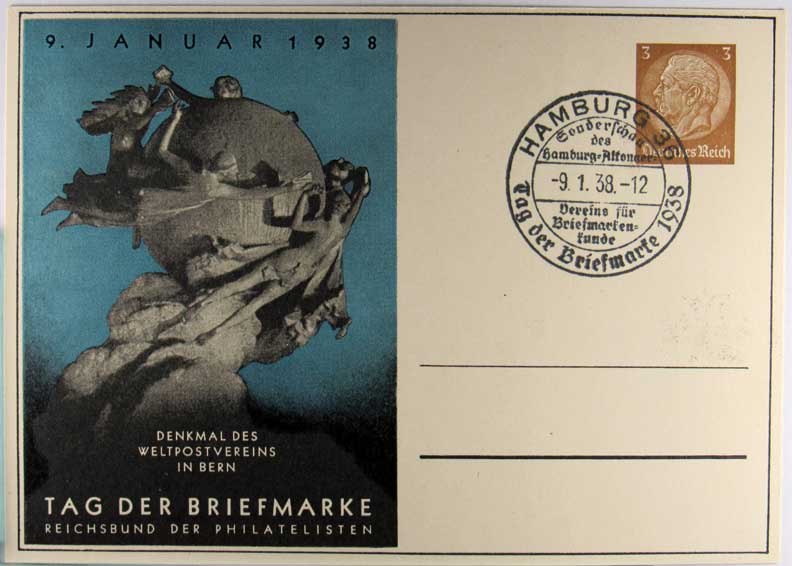 9. JANUAR 1938
DENKMAL DES
WELTPOSTVEREINS
IN BERN
TAG DER BRIEFMARKE
REICHSBUND DER PHILATELISTEN
3 3
Deutsches Reich
HAMBURG 36
Sonderschau
des
Hamburg-Altonaer
-9.1.38.-12
Vereins für
Briefmarken-
kunde
Tag der Briefmarke 1938